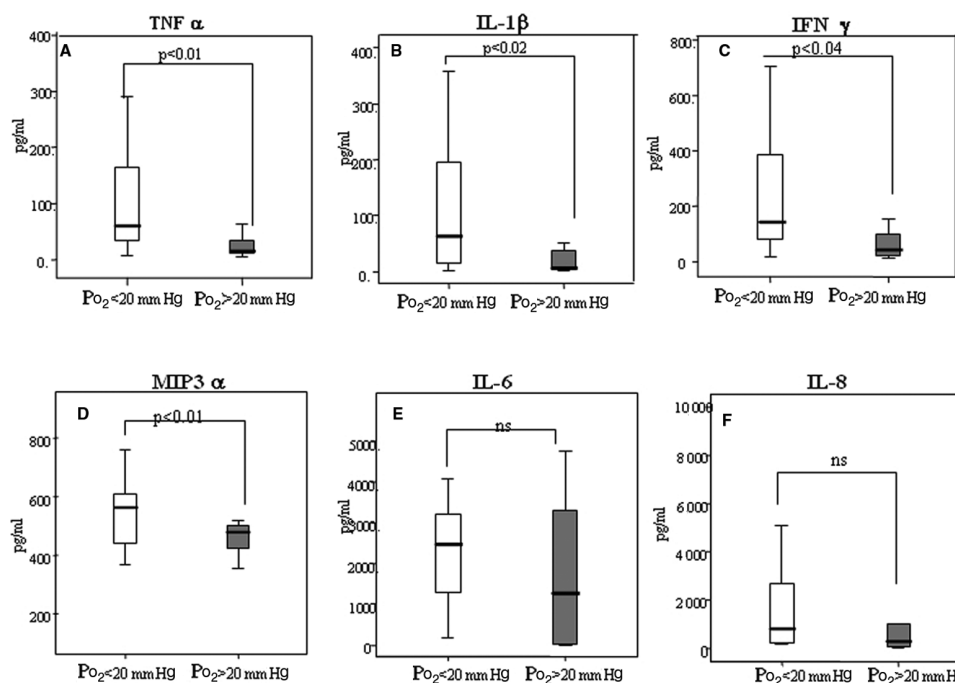 TNF α
A
p<0.01
400
300.
200.
100
0.
pg/ml
Po₂<20 mm Hg
Po₂>20 mm Hg
IL-1β
B
p<0.02
400
300
200
100
0.
pg/ml
Po₂<20 mm Hg
Po₂>20 mm Hg
IFN γ
C
p<0.04
800.
600.
400
200
0.
pg/ml
Po₂<20 mm Hg
Po₂>20 mm Hg
MIP3 α
D
p<0.01
800
600
400
200
pg/ml
Po₂<20 mm Hg
Po₂>20 mm Hg
IL-6
E
ns
5000
4000
3000
2000
1000
0
pg/ml
Po₂<20 mm Hg
Po₂>20 mm Hg
IL-8
F
ns
10 000
8 000
6 000
4 000
2 000
0
pg/ml
Po₂<20 mm Hg
Po₂>20 mm H